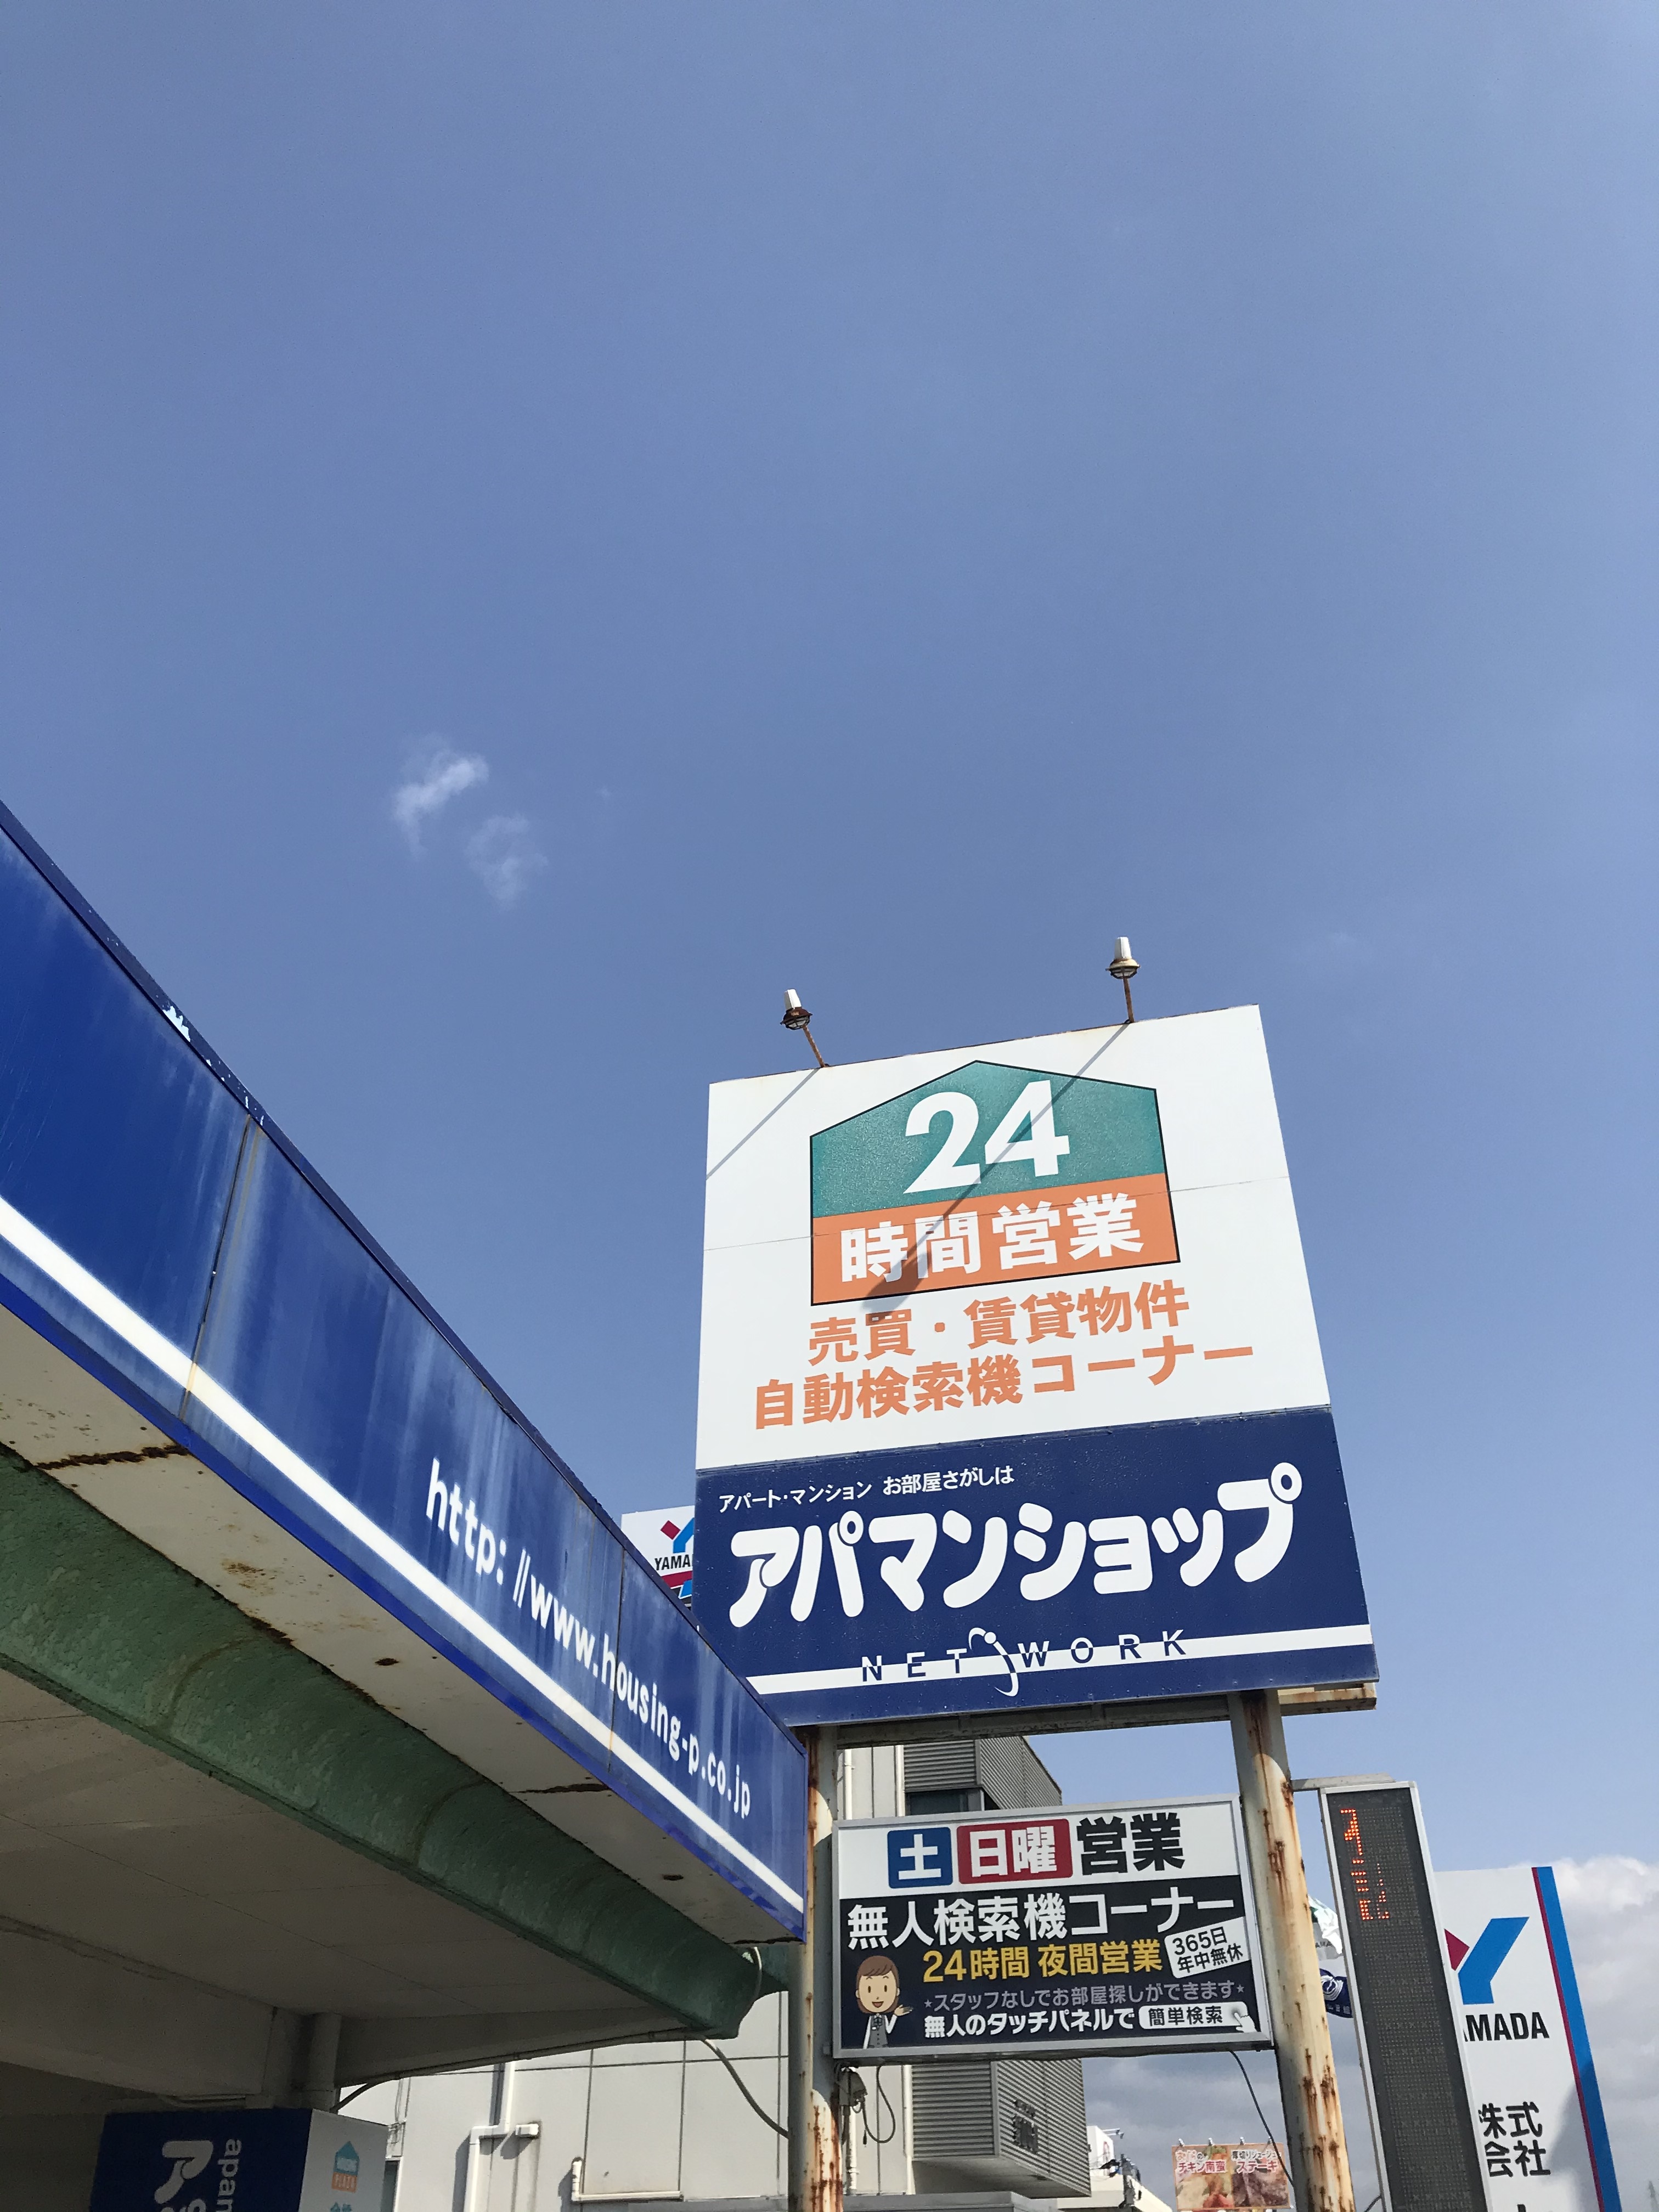 24
時間営業
売買・賃貸物件
自動検索機コーナー
アパート・マンション お部屋さがしは
アパマンショップ
NETWORK
http://www.housing-p.co.jp
土 日曜 営業
無人検索機コーナー
24時間 夜間営業
365日
年中無休
*スタッフなしでお部屋探しができます*
無人のタッチパネルで 簡単検索
YAMA
AMADA
株式
会社
チキン南蛮
ステーキ
apan
ア